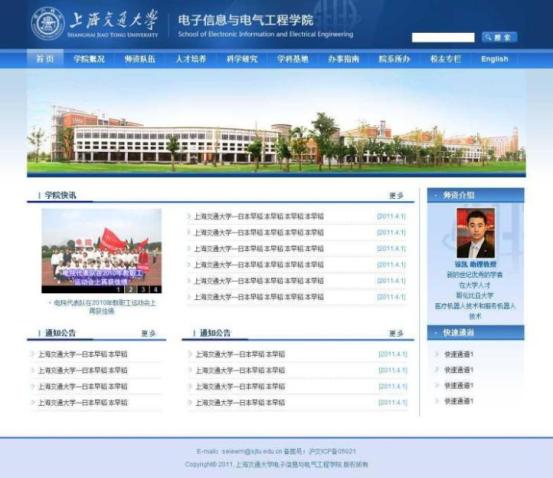 上海交通大学
SHANGHAI JIAO TONG UNIVERSITY
电子信息与电气工程学院
School of Electronic Information and Electrical Engineering
搜 索
首 页 学院概况 师资队伍 人才培养 科学研究 学科基地 办事指南 院系所办 校友专栏 English
学院快讯 更多
电院代表队在2010年教职工
运动会上再获佳绩
1 2 3 4
· 电院代表队在2010年教职工运动会上
再获佳绩
上海交通大学—日本早稻 本早稻 本早稻 本早稻 [2011.4.1]
上海交通大学—日本早稻 本早稻 本早稻 本早稻 [2011.4.1]
上海交通大学—日本早稻 本早稻 本早稻 本早稻 [2011.4.1]
上海交通大学—日本早稻 本早稻 本早稻 本早稻 [2011.4.1]
上海交通大学—日本早稻 本早稻 本早稻 本早稻 [2011.4.1]
上海交通大学—日本早稻 本早稻 本早稻 本早稻 [2011.4.1]
师资介绍
助理教授
新的世纪优秀的学者
在大学人才
哥伦比亚大学
医疗机器人技术和服务机器人
技术
通知公告 更多
上海交通大学—日本早稻 本早稻
上海交通大学—日本早稻 本早稻
上海交通大学—日本早稻 本早稻
上海交通大学—日本早稻 本早稻
通知公告 更多
上海交通大学—日本早稻 本早稻 [2011.4.1]
上海交通大学—日本早稻 本早稻 [2011.4.1]
上海交通大学—日本早稻 本早稻 [2011.4.1]
上海交通大学—日本早稻 本早稻 [2011.4.1]
快速通道
快速通道1
快速通道1
快速通道1
快速通道1
E-mail: seiewm@sjtu.edu.cn 备案号: 沪交ICP备05021
Copyright© 2011, 上海交通大学电子信息与电气工程学院 版权所有